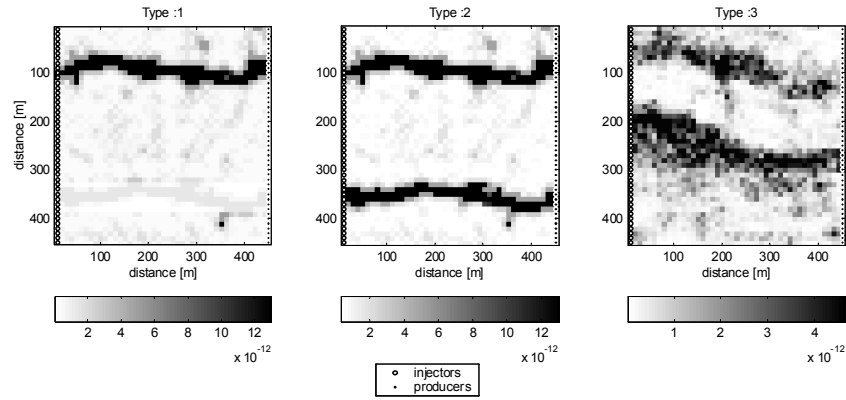 Type :1
Type :2
Type :3
distance [m]
100
200
300
400
100
200
300
400
100
200
300
400
100 200 300 400
100 200 300 400
100 200 300 400
distance [m]
distance [m]
distance [m]
2 4 6 8 10 12
2 4 6 8 10 12
1 2 3 4
x 10-12
x 10-12
x 10-12
injectors
producers